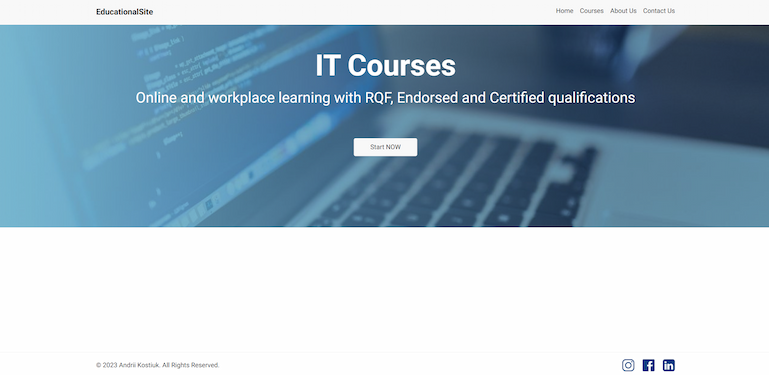 EducationalSite
Home Courses About Us Contact Us
IT Courses
Online and workplace learning with RQF, Endorsed and Certified qualifications
Start NOW
© 2023 Andrii Kostiuk. All Rights Reserved.